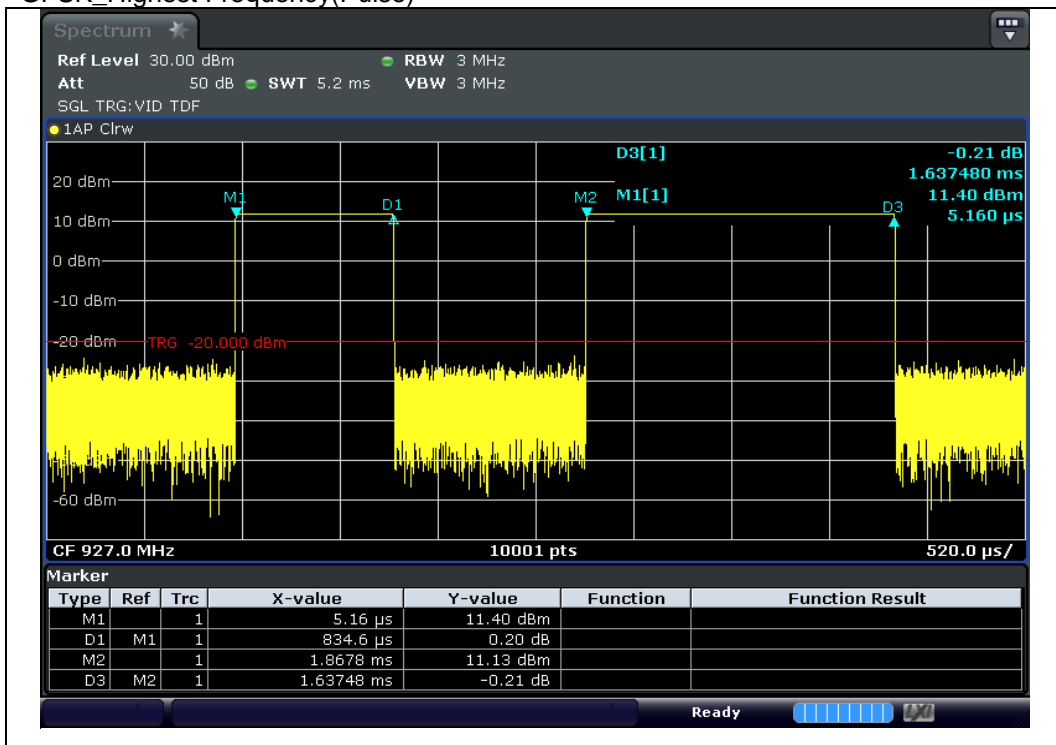 Spectrum
Ref Level 30.00 dBm RBW 3 MHz
Att 50 dB SWT 5.2 ms VBW 3 MHz
SGL TRG:VID TDF
1AP Clrw
D3[1] -0.21 dB
1.637480 ms
M1[1] 11.40 dBm
5.160 µs
20 dBm
10 dBm
0 dBm
-10 dBm
-20 dBm
TRG -20.000 dBm
-60 dBm
M1
D1
M2
D3
CF 927.0 MHz 10001 pts 520.0 µs/
Marker
Type Ref Trc X-value Y-value Function Function Result
M1 1 5.16 µs 11.40 dBm
D1 M1 1 834.6 µs 0.20 dB
M2 1 1.8678 ms 11.13 dBm
D3 M2 1 1.63748 ms -0.21 dB
Ready